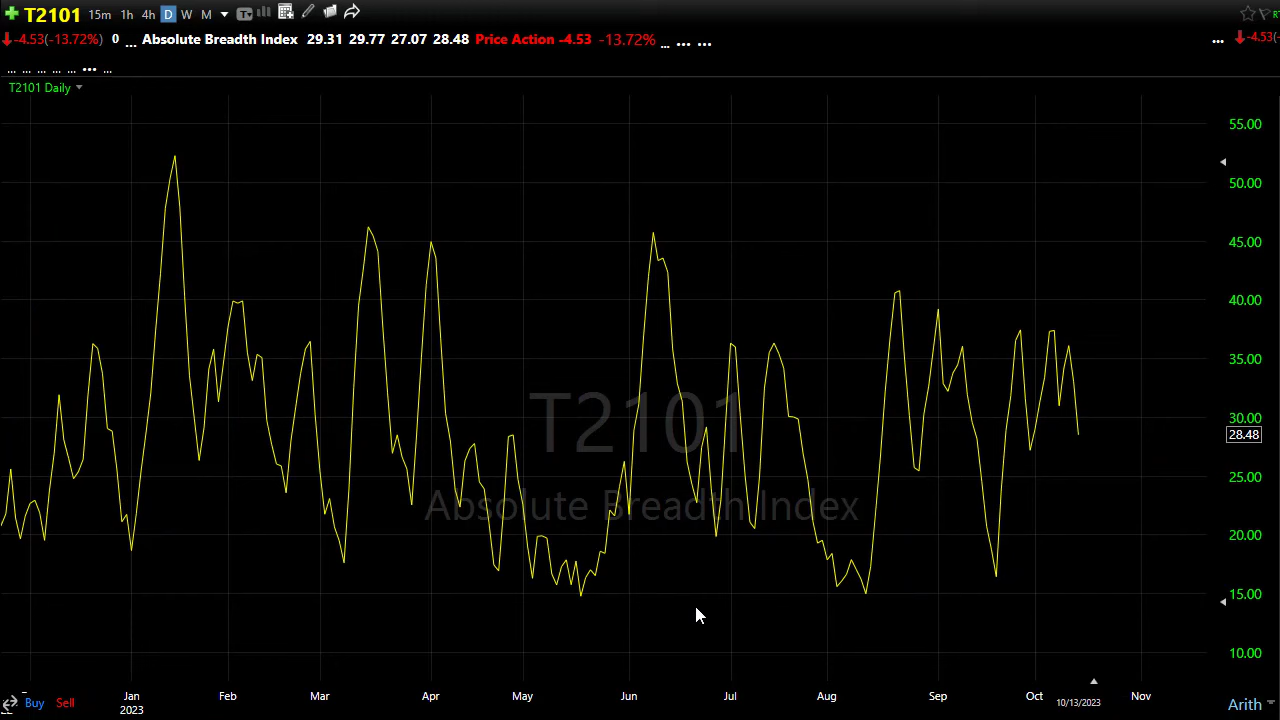 T2101 15m 1h 4h D W M
-4.53(-13.72%) 0 ... Absolute Breadth Index 29.31 29.77 27.07 28.48 Price Action -4.53 -13.72% ... ... ... ... -4.53(-
... ... ... ... ... ... ...
T2101 Daily
55.00
50.00
45.00
40.00
35.00
30.00
28.48
25.00
20.00
15.00
10.00
T2101
Absolute Breadth Index
Jan Feb Mar Apr May Jun Jul Aug Sep Oct Nov
2023 10/13/2023
Buy Sell Arith